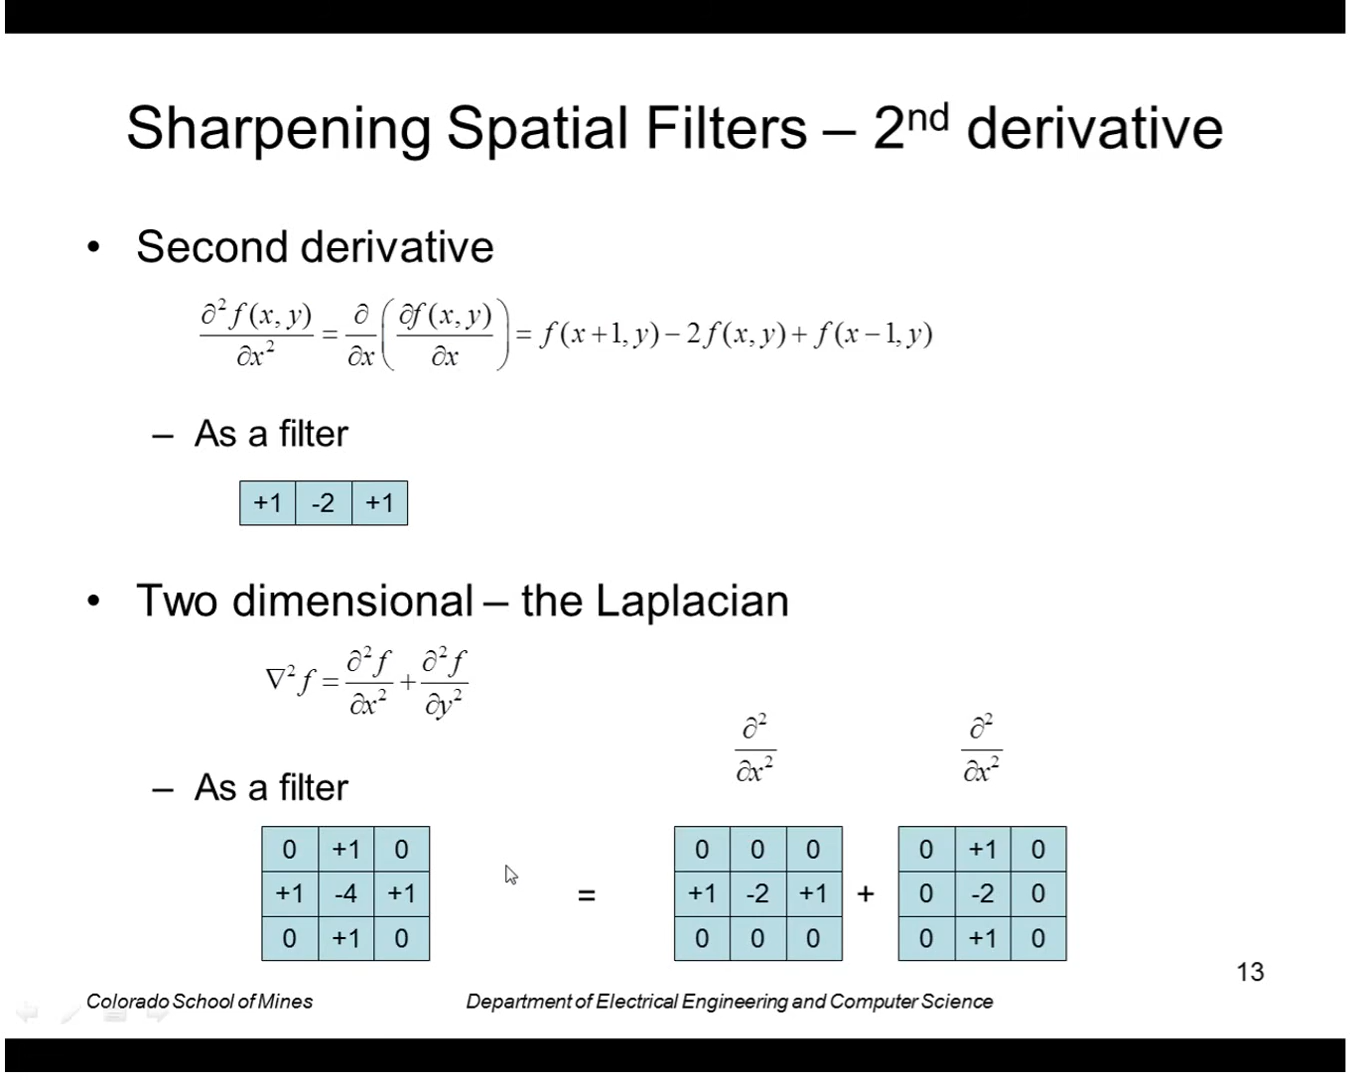 Sharpening Spatial Filters – 2nd derivative
• Second derivative
∂²f(x, y)/∂x² = ∂/∂x (∂f(x, y)/∂x) = f(x+1, y) − 2f(x, y) + f(x−1, y)
– As a filter
+1 -2 +1
• Two dimensional – the Laplacian
∇²f = ∂²f/∂x² + ∂²f/∂y²
∂²/∂x² ∂²/∂x²
– As a filter
0 +1 0 0 0 0 0 +1 0
+1 -4 +1 = +1 -2 +1 + 0 -2 0
0 +1 0 0 0 0 0 +1 0
13
Colorado School of Mines Department of Electrical Engineering and Computer Science